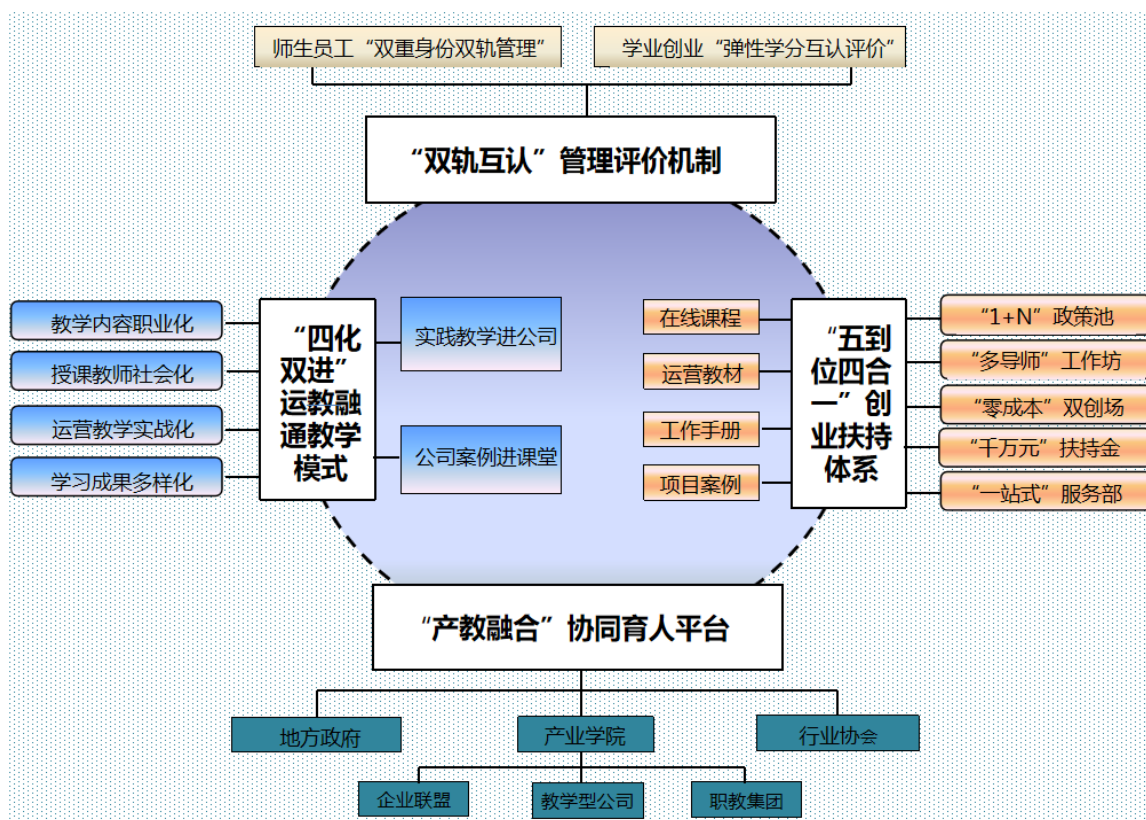 师生员工“双重身份双轨管理”
学业创业“弹性学分互认评价”
“双轨互认”管理评价机制
教学内容职业化
授课教师社会化
运营教学实战化
学习成果多样化
“四化
双进”
运教融
通教学
模式
实践教学进公司
公司案例进课堂
在线课程
运营教材
工作手册
项目案例
“五到
位四合
一”创
业扶持
体系
“1+N”政策池
“多导师”工作坊
“零成本”双创场
“千万元”扶持金
“一站式”服务部
“产教融合”协同育人平台
地方政府
产业学院
行业协会
企业联盟
教学型公司
职教集团